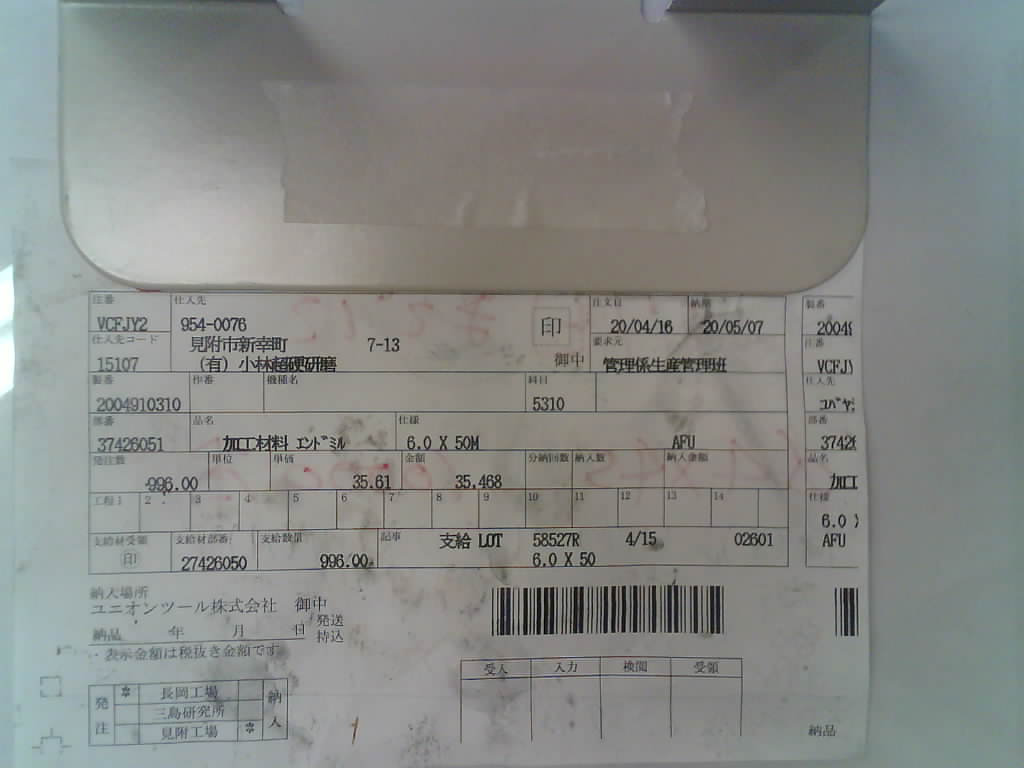 注番 仕入先 注文日 納期 製番
VCFJY2 954-0076 印 20/04/16 20/05/07 20049
仕入先コード 見附市新幸町 7-13 要求元 注番
15107 (有) 小林超硬研磨 御中 管理係生産管理班 VCFJY
製番 作番 機種名 科目 仕入先
2004910310 5310 コバヤシ
部番 品名 仕様 部番
37426051 加工材料 エンドミル 6.0 X 50M AFU 37426
発注数 単位 単価 金額 分納回数 納入数 納入金額 品名
996.00 35.61 35,468 加工
工程1 2 3 4 5 6 7 8 9 10 11 12 13 14 仕様
6.0 X
支給材受領 支給材部番 支給数量 記事 支給 LOT 58527R 4/15 02601 AFU
印 27426050 996.00 6.0 X 50
納入場所
ユニオンツール株式会社 御中
納品 年 月 日 発送
持込
・表示金額は税抜き金額です
受入 入力 検閲 受領
発注 * 長岡工場 納入
三島研究所
見附工場 *
納品